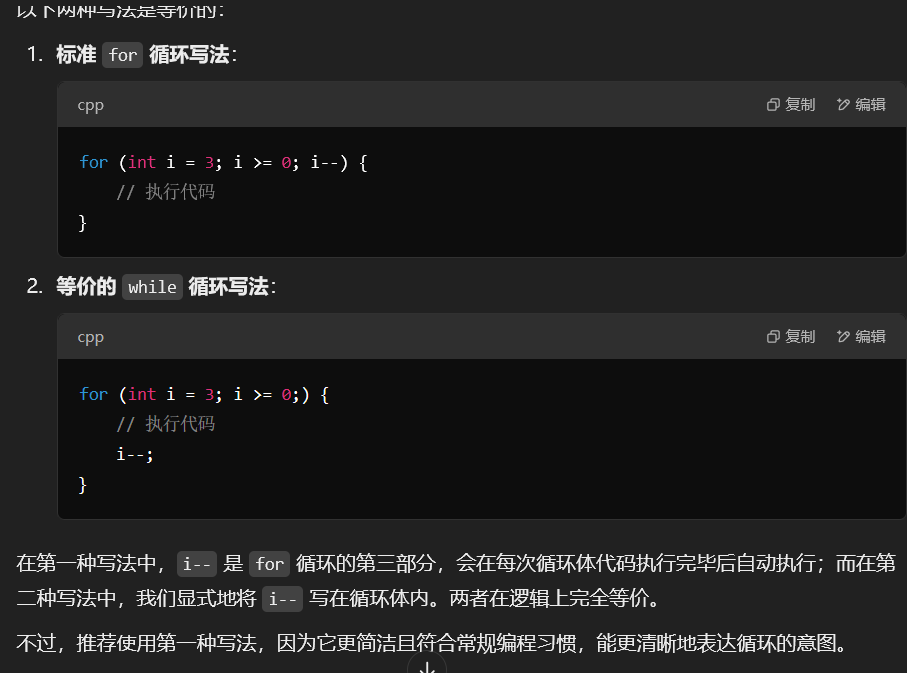 以下两种写法是等价的：
1. 标准 for 循环写法：
cpp
复制 编辑
for (int i = 3; i >= 0; i--) {
// 执行代码
}
2. 等价的 while 循环写法：
cpp
复制 编辑
for (int i = 3; i >= 0;) {
// 执行代码
i--;
}
在第一种写法中，i-- 是 for 循环的第三部分，会在每次循环体代码执行完毕后自动执行；而在第
二种写法中，我们显式地将 i-- 写在循环体内。两者在逻辑上完全等价。
不过，推荐使用第一种写法，因为它更简洁且符合常规编程习惯，能更清晰地表达循环的意图。